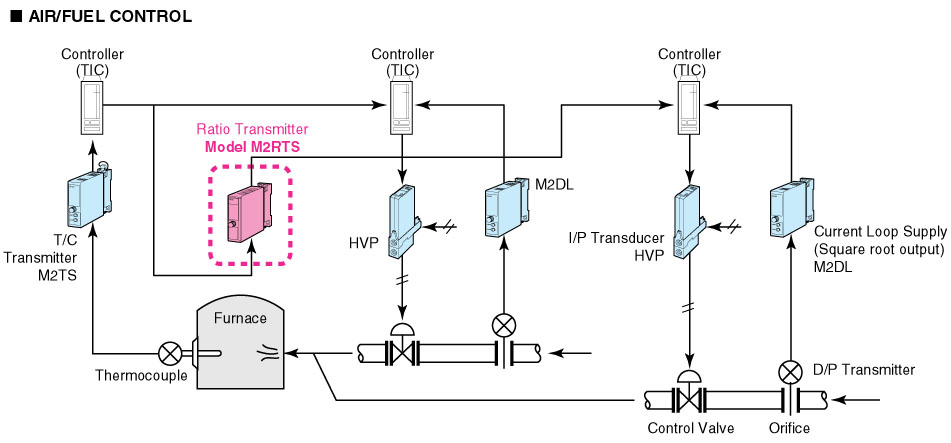 ■ AIR/FUEL CONTROL
Controller
(TIC)
Controller
(TIC)
Controller
(TIC)
Ratio Transmitter
Model M2RTS
T/C
Transmitter
M2TS
HVP
M2DL
I/P Transducer
HVP
Current Loop Supply
(Square root output)
M2DL
Furnace
Thermocouple
D/P Transmitter
Control Valve
Orifice